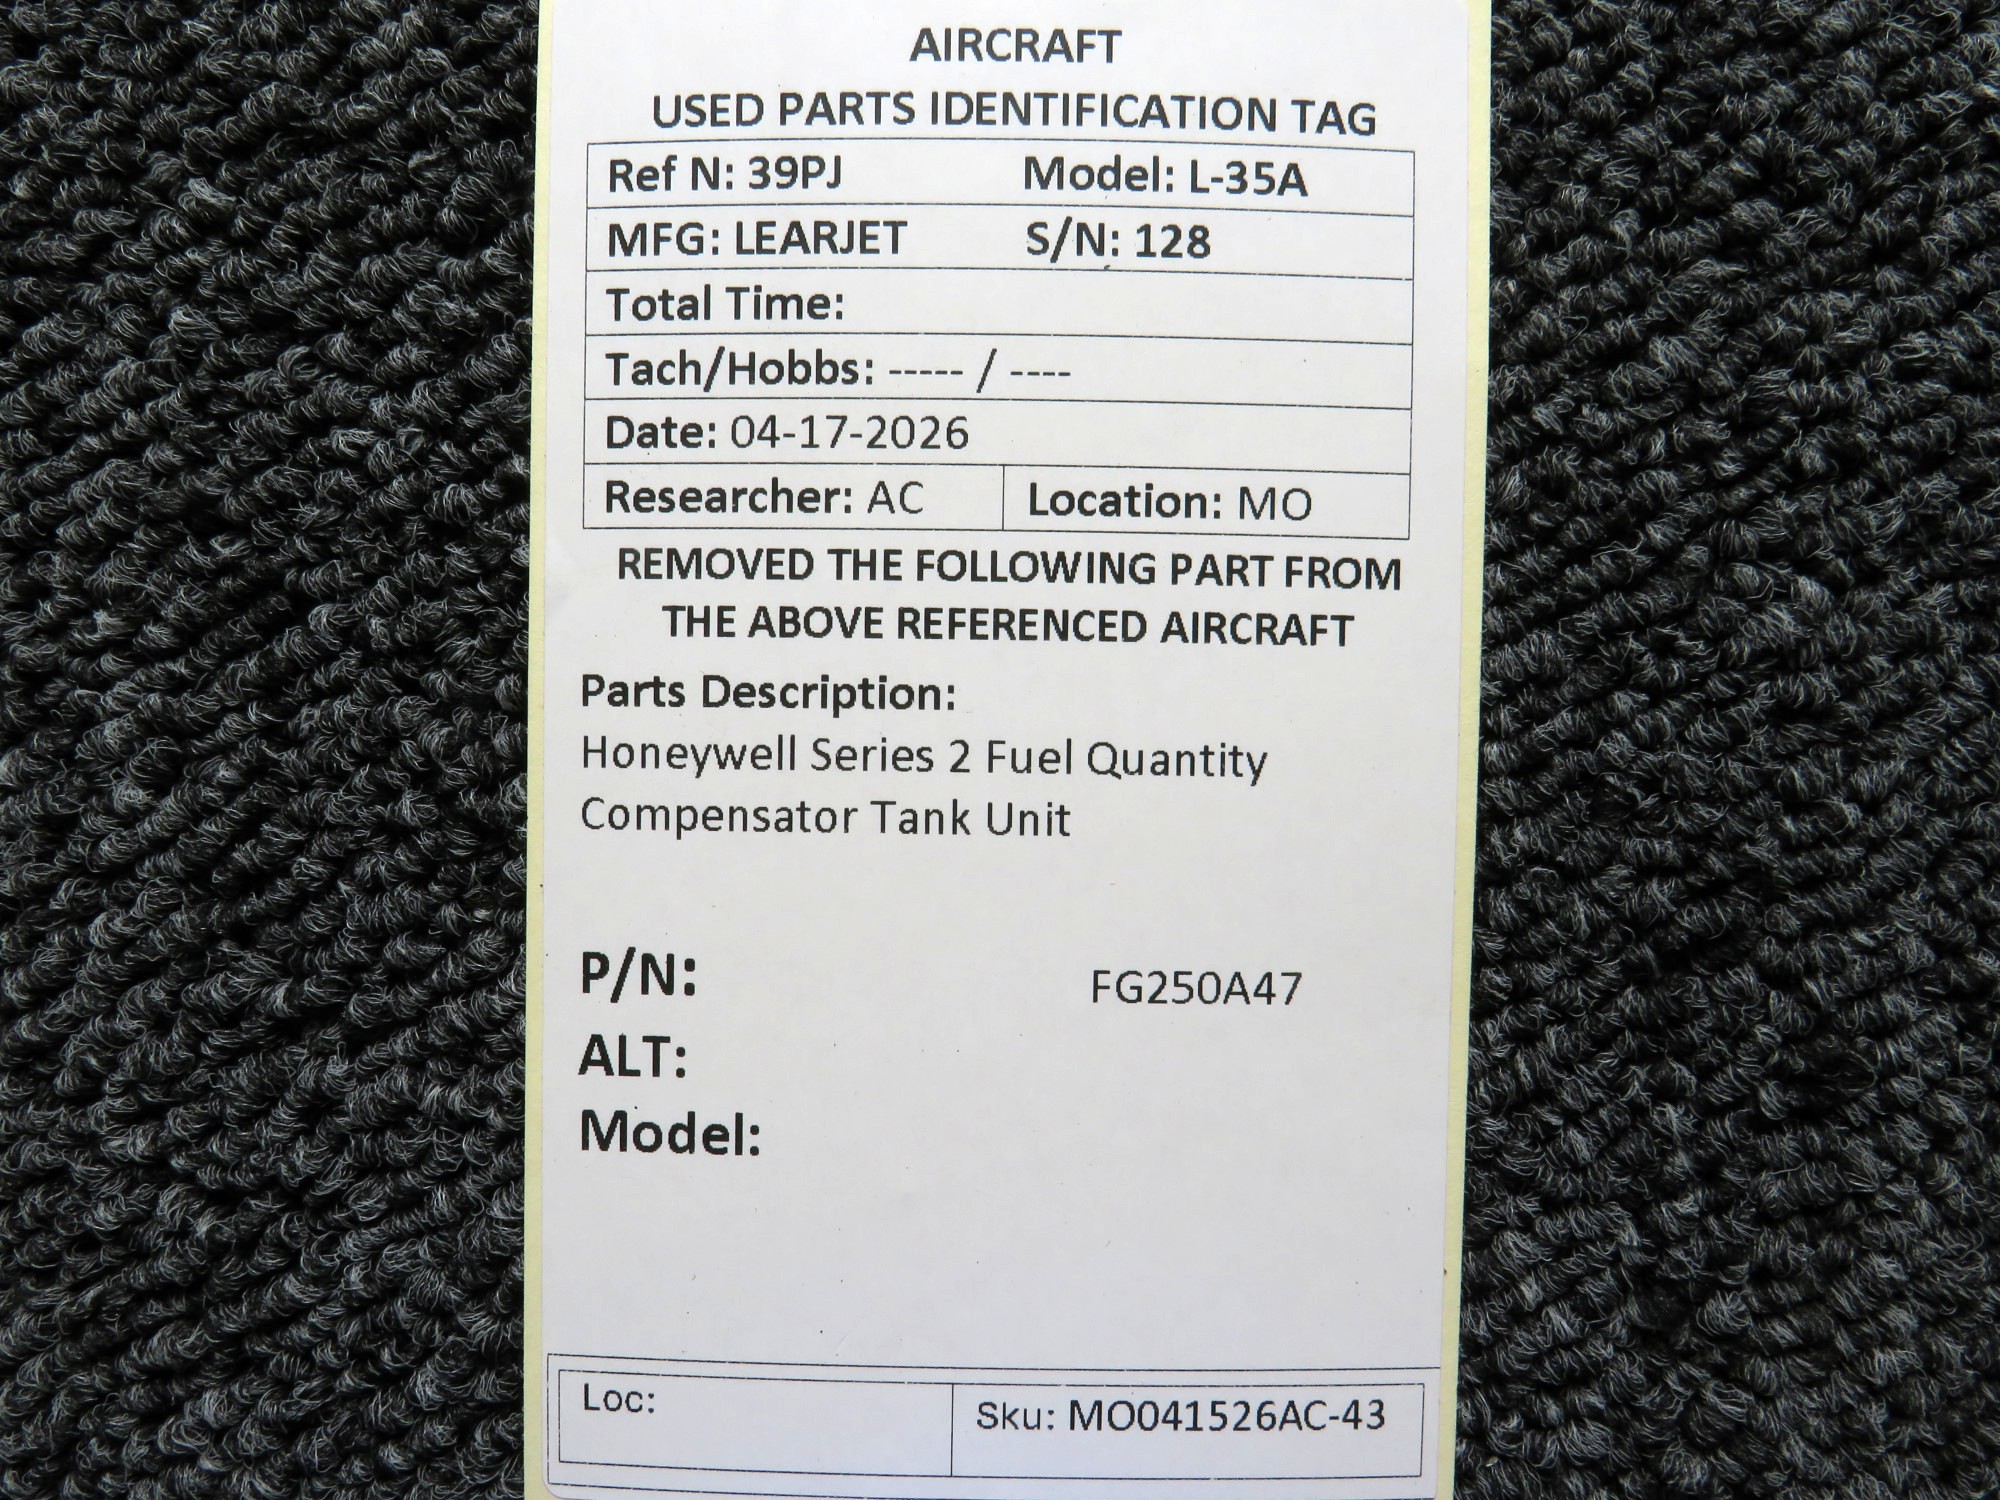 AIRCRAFT
USED PARTS IDENTIFICATION TAG
Ref N: 39PJ Model: L-35A
MFG: LEARJET S/N: 128
Total Time:
Tach/Hobbs: ----- / ----
Date: 04-17-2026
Researcher: AC Location: MO
REMOVED THE FOLLOWING PART FROM
THE ABOVE REFERENCED AIRCRAFT
Parts Description:
Honeywell Series 2 Fuel Quantity
Compensator Tank Unit
P/N: FG250A47
ALT:
Model:
Loc: Sku: MO041526AC-43